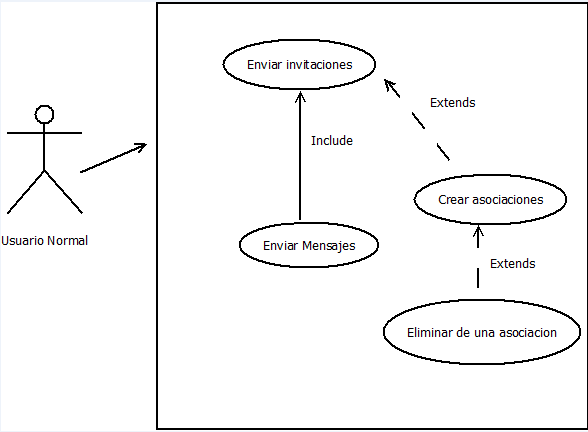 Enviar invitaciones
Extends
Include
Crear asociaciones
Usuario Normal
Enviar Mensajes
Extends
Eliminar de una asociacion